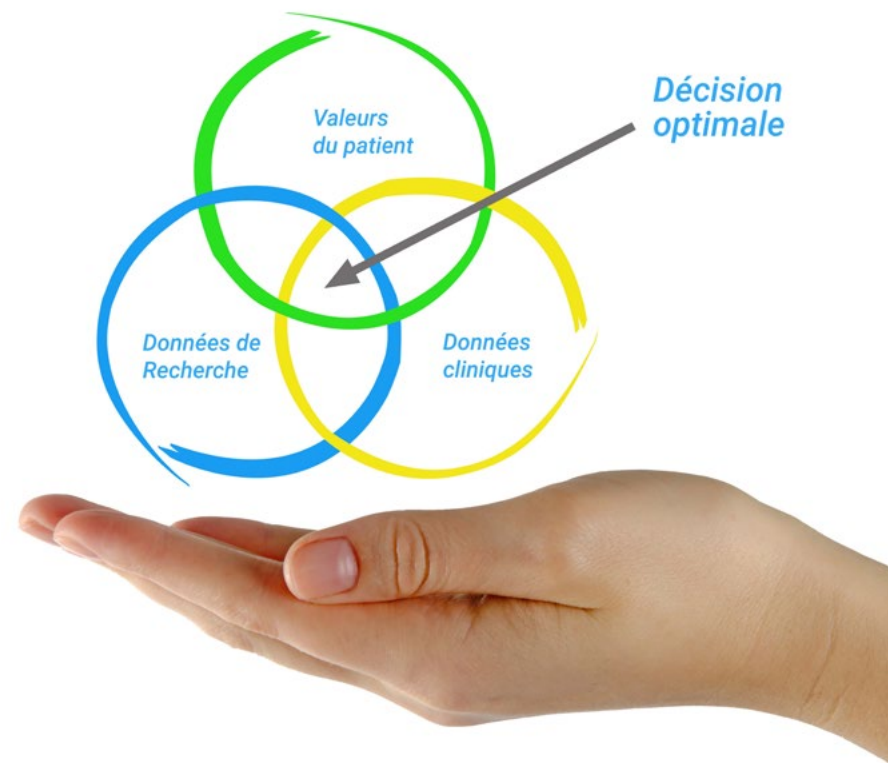 Décision
optimale
Valeurs
du patient
Données de
Recherche
Données
cliniques